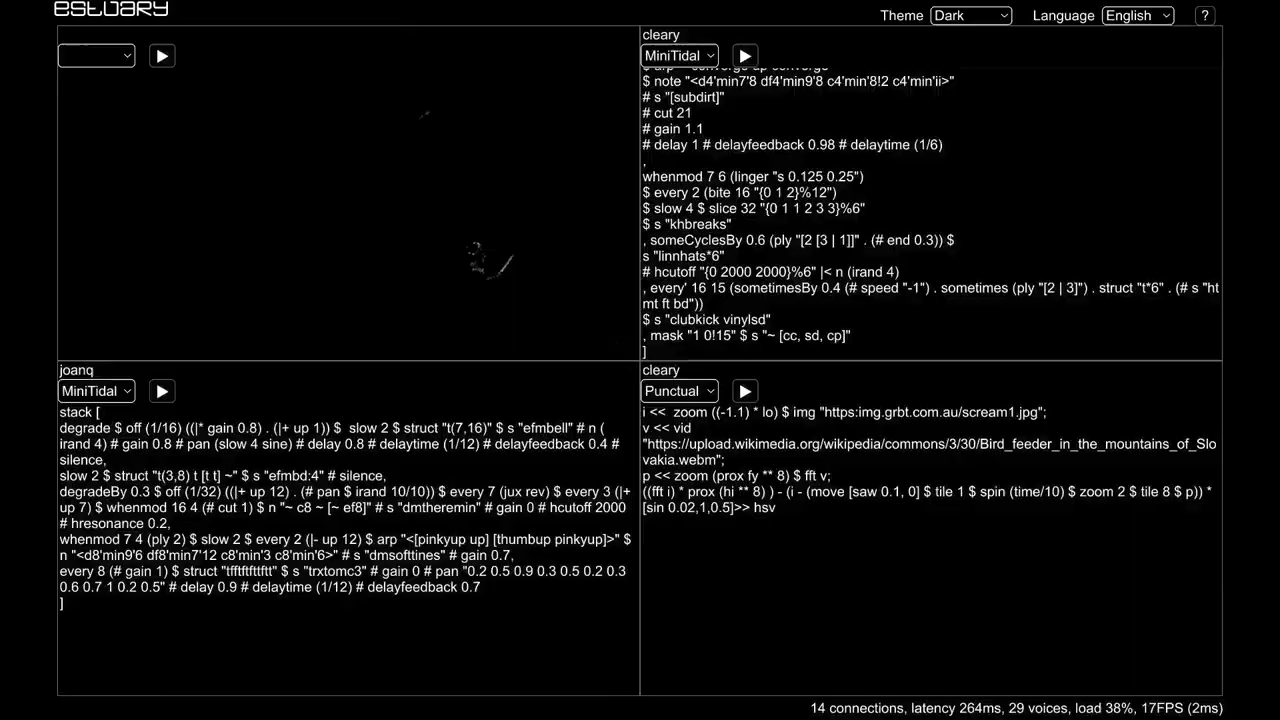 estuary
Theme Dark Language English ?
cleary
MiniTidal
$ note "<d4'min7'8 df4'min9'8 c4'min'8!2 c4'min'ii>"
# s "[subdirt]"
# cut 21
# gain 1.1
# delay 1 # delayfeedback 0.98 # delaytime (1/6)
,
whenmod 7 6 (linger "s 0.125 0.25")
$ every 2 (bite 16 "{0 1 2}%12")
$ slow 4 $ slice 32 "{0 1 1 2 3 3}%6"
$ s "khbreaks"
, someCyclesBy 0.6 (ply "[2 [3 | 1]]" . (# end 0.3)) $
s "linnhats*6"
# hcutoff "{0 2000 2000}%6" |< n (irand 4)
, every' 16 15 (sometimesBy 0.4 (# speed "-1") . sometimes (ply "[2 | 3]") . struct "t*6" . (# s "ht
mt ft bd"))
$ s "clubkick vinylsd"
, mask "1 0!15" $ s "~ [cc, sd, cp]"
]
joanq
MiniTidal
stack [
degrade $ off (1/16) ((|* gain 0.8) . (|+ up 1)) $ slow 2 $ struct "t(7,16)" $ s "efmbell" # n (
irand 4) # gain 0.8 # pan (slow 4 sine) # delay 0.8 # delaytime (1/12) # delayfeedback 0.4 #
silence,
slow 2 $ struct "t(3,8) t [t t] ~" $ s "efmbd:4" # silence,
degradeBy 0.3 $ off (1/32) (((|+ up 12) . (# pan $ irand 10/10)) $ every 7 (jux rev) $ every 3 (|+
up 7) $ whenmod 16 4 (# cut 1) $ n "~ c8 ~ [~ ef8]" # s "dmtheremin" # gain 0 # hcutoff 2000
# hresonance 0.2,
whenmod 7 4 (ply 2) $ slow 2 $ every 2 (|- up 12) $ arp "<[pinkyup up] [thumbup pinkyup]>" $
n "<d8'min9'6 df8'min7'12 c8'min'3 c8'min'6>" # s "dmsofttines" # gain 0.7,
every 8 (# gain 1) $ struct "tfftftftttftt" $ s "trxtomc3" # gain 0 # pan "0.2 0.5 0.9 0.3 0.5 0.2 0.3
0.6 0.7 1 0.2 0.5" # delay 0.9 # delaytime (1/12) # delayfeedback 0.7
]
cleary
Punctual
i << zoom ((-1.1) * lo) $ img "https:img.grbt.com.au/scream1.jpg";
v << vid
"https://upload.wikimedia.org/wikipedia/commons/3/30/Bird_feeder_in_the_mountains_of_Slo
vakia.webm";
p << zoom (prox fy ** 8) $ fft v;
((fft i) * prox (hi ** 8) ) - (i - (move [saw 0.1, 0] $ tile 1 $ spin (time/10) $ zoom 2 $ tile 8 $ p)) *
[sin 0.02,1,0.5]>> hsv
14 connections, latency 264ms, 29 voices, load 38%, 17FPS (2ms)